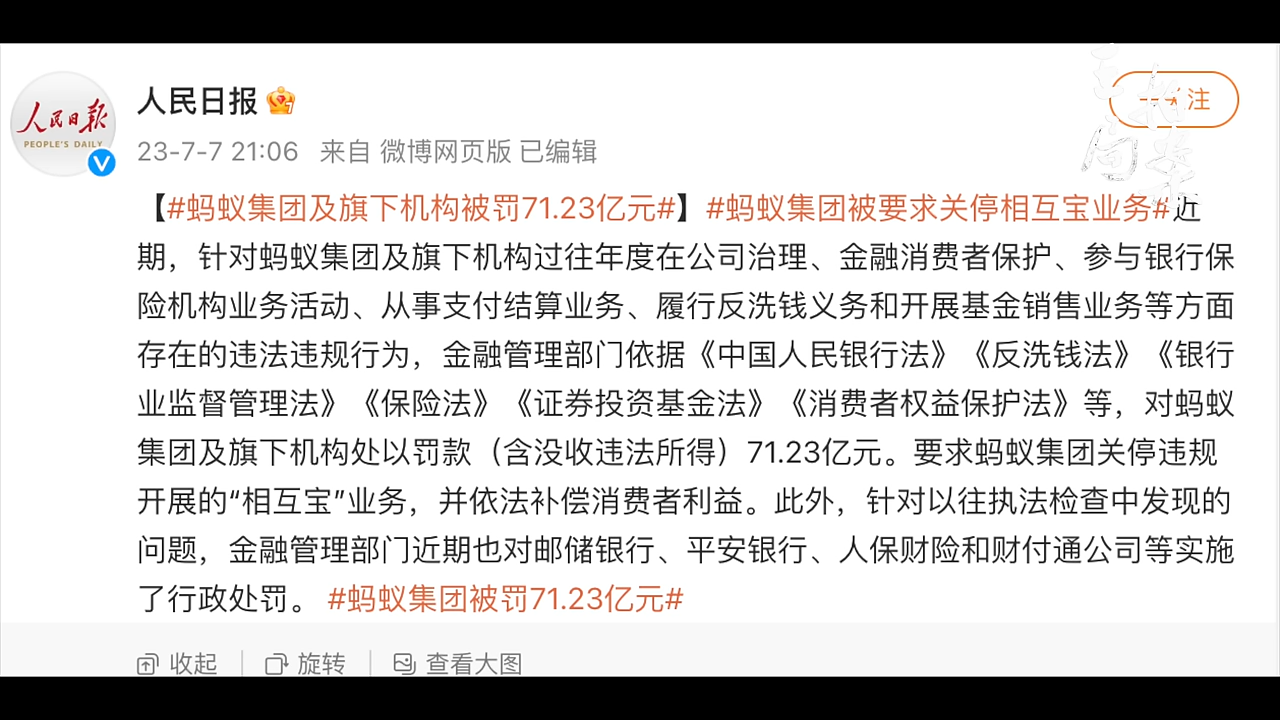 人民日报
人民日报
PEOPLE'S DAILY
23-7-7 21:06 来自 微博网页版 已编辑
注
【#蚂蚁集团及旗下机构被罚71.23亿元#】#蚂蚁集团被要求关停相互宝业务#近
期，针对蚂蚁集团及旗下机构过往年度在公司治理、金融消费者保护、参与银行保
险机构业务活动、从事支付结算业务、履行反洗钱义务和开展基金销售业务等方面
存在的违法违规行为，金融管理部门依据《中国人民银行法》《反洗钱法》《银行
业监督管理法》《保险法》《证券投资基金法》《消费者权益保护法》等，对蚂蚁
集团及旗下机构处以罚款（含没收违法所得）71.23亿元。要求蚂蚁集团关停违规
开展的“相互宝”业务，并依法补偿消费者利益。此外，针对以往执法检查中发现的
问题，金融管理部门近期也对邮储银行、平安银行、人保财险和财付通公司等实施
了行政处罚。 #蚂蚁集团被罚71.23亿元#
收起 旋转 查看大图